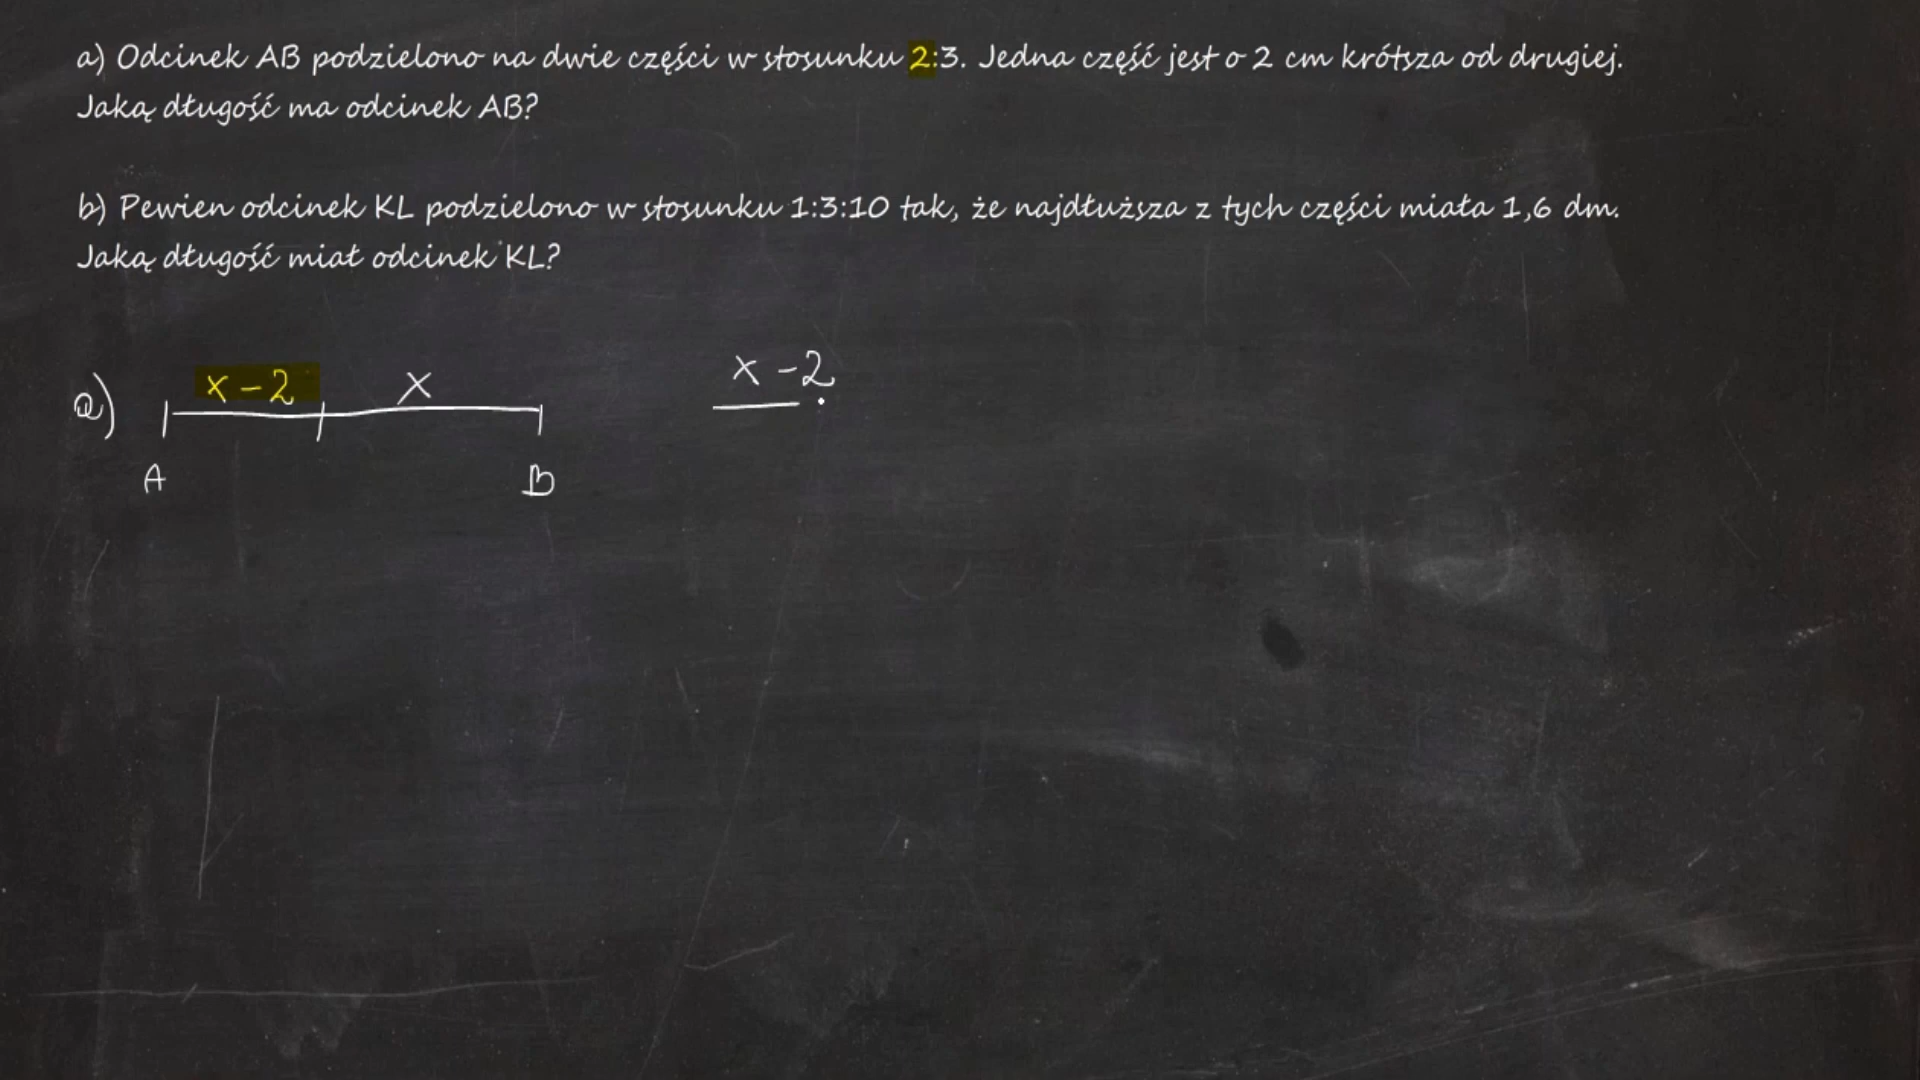 a) Odcinek AB podzielono na dwie części w stosunku 2:3. Jedna część jest o 2 cm krótsza od drugiej.
Jaką długość ma odcinek AB?
b) Pewien odcinek KL podzielono w stosunku 1:3:10 tak, że najdłuższa z tych części miała 1,6 dm.
Jaką długość miał odcinek KL?
a) x-2 x
A B
x-2